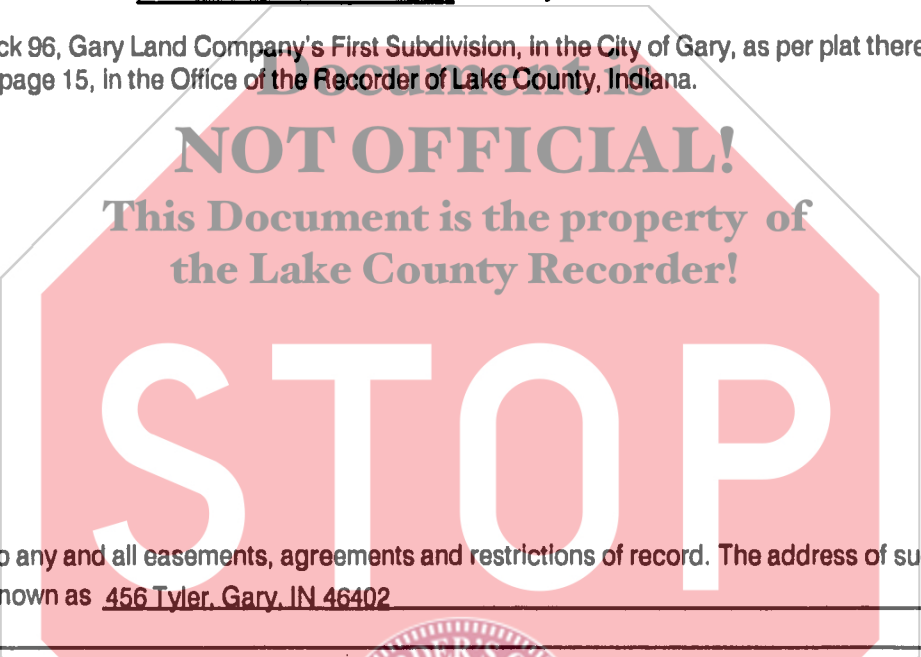 ck 96, Gary Land Company's First Subdivision, in the City of Gary, as per plat there
page 15, in the Office of the Recorder of Lake County, Indiana.
Document is
NOT OFFICIAL!
This Document is the property of
the Lake County Recorder!
STOP
o any and all easements, agreements and restrictions of record. The address of su
nown as 456 Tyler, Gary, IN 46402
DER'S